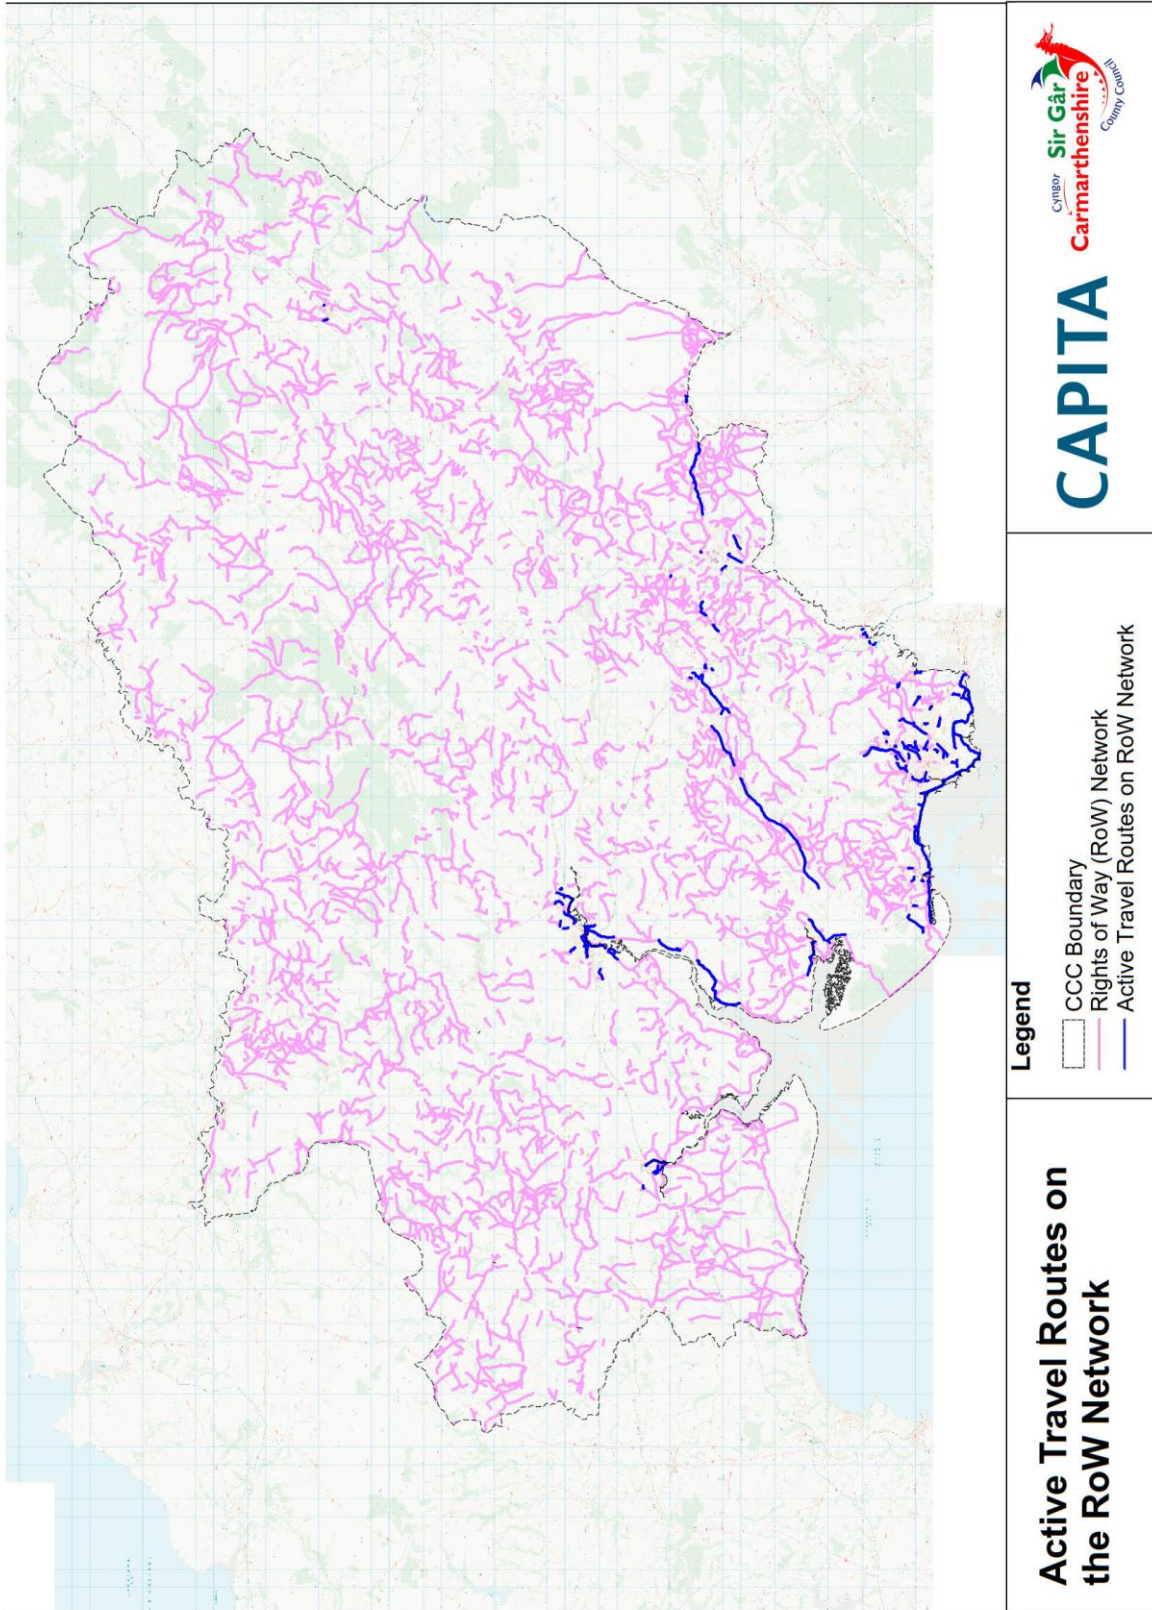 Active Travel Routes on
the RoW Network
Legend
CCC Boundary
Rights of Way (RoW) Network
Active Travel Routes on RoW Network
CAPITA
Cyngor Sir Gâr
Carmarthenshire
County Council